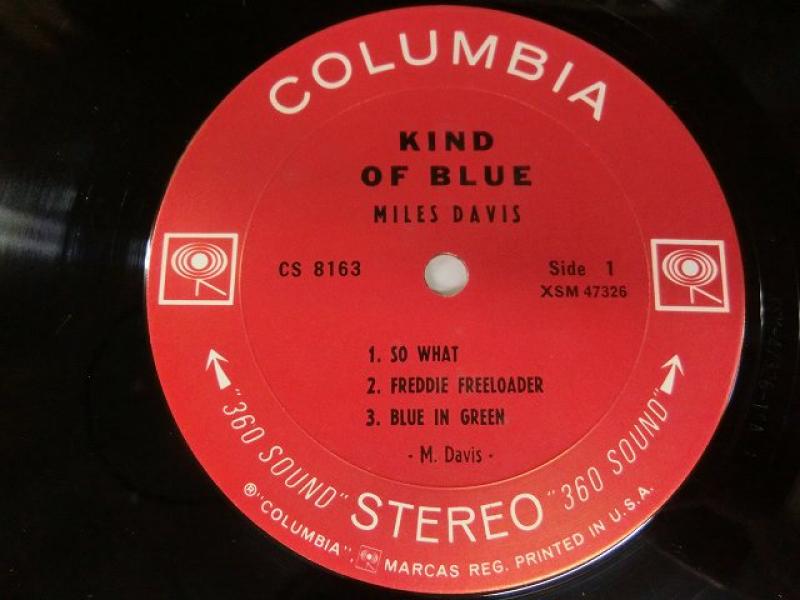 COLUMBIA
KIND
OF BLUE
MILES DAVIS
CS 8163
Side 1
XSM 47326
1. SO WHAT
2. FREDDIE FREELOADER
3. BLUE IN GREEN
- M. Davis -
"360 SOUND" STEREO "360 SOUND"
® "COLUMBIA", MARCAS REG. PRINTED IN U.S.A.